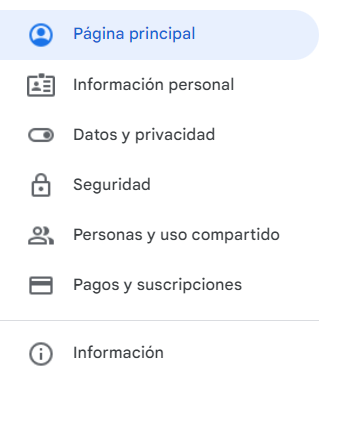 Página principal
Información personal
Datos y privacidad
Seguridad
Personas y uso compartido
Pagos y suscripciones
Información